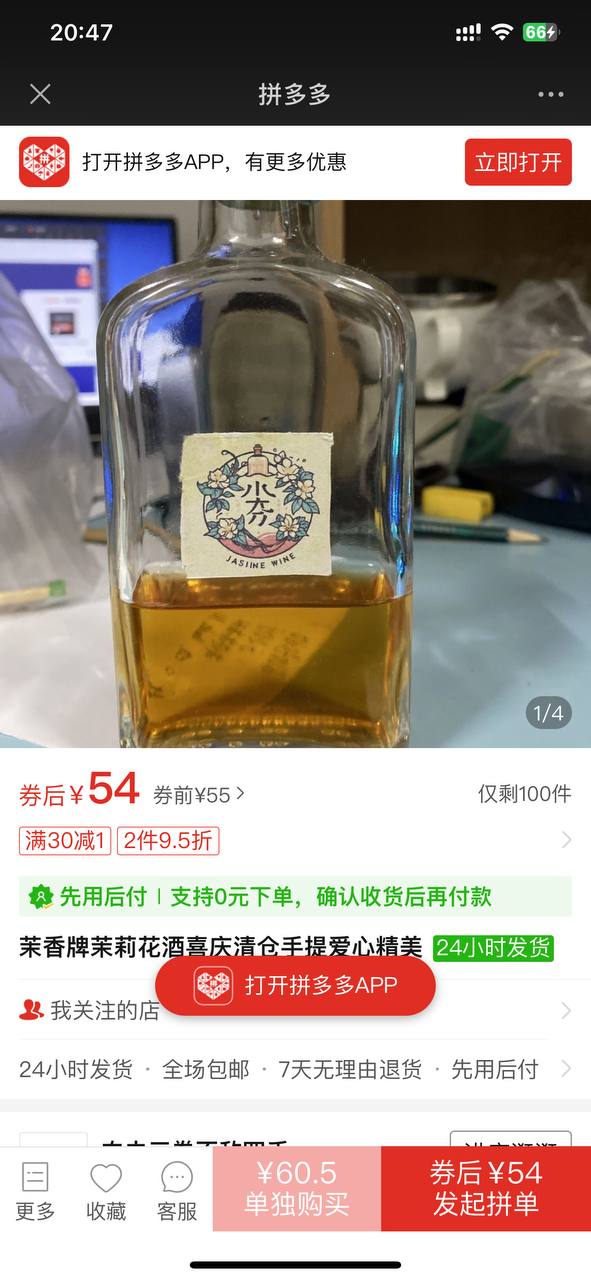 20:47
66
拼多多
拼
打开拼多多APP，有更多优惠
立即打开
小夯
JASIINE WINE
1/4
券后¥54 券前¥55
仅剩100件
满30减1 2件9.5折
先用后付 | 支持0元下单，确认收货后再付款
茉香牌茉莉花酒喜庆清仓手提爱心精美 24小时发货
拼 打开拼多多APP
我关注的店
24小时发货 · 全场包邮 · 7天无理由退货 · 先用后付
更多
收藏
客服
¥60.5
单独购买
券后¥54
发起拼单